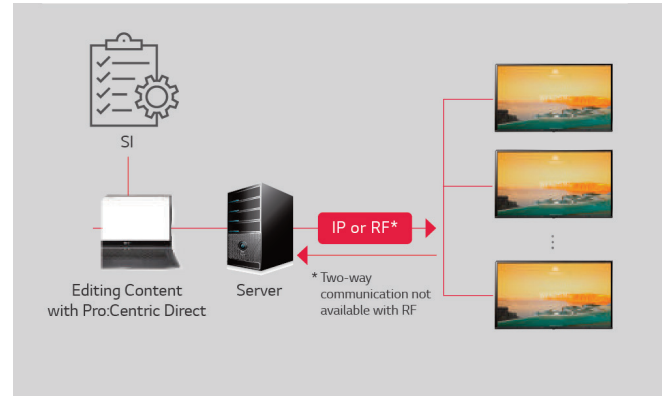 SI
IP or RF*
Editing Content
with Pro:Centric Direct
Server
* Two-way
communication not
available with RF